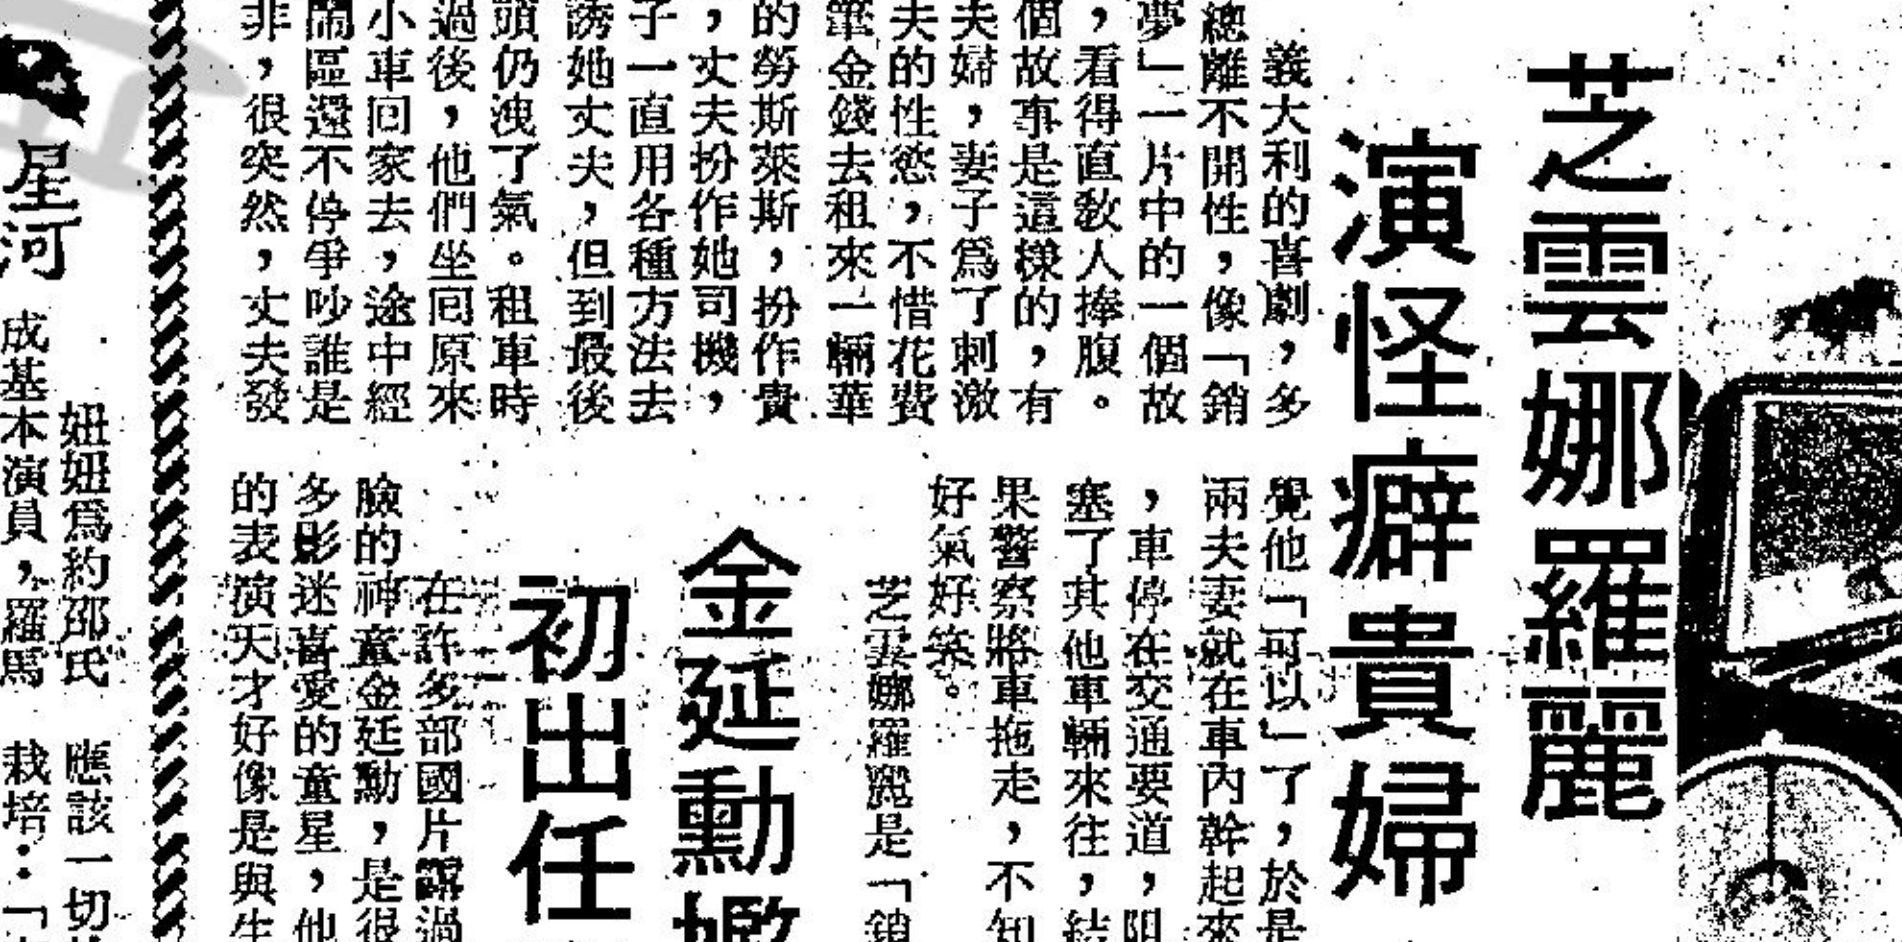 芝雲娜羅麗
演怪癖貴婦
義大利的喜劇，多
總離不開性，像「銷
夢」一片中的一個故
，看得直教人捧腹。
個故事是這樣的，有
夫婦，妻子爲了刺激
夫的性慾，不惜花費
筆金錢去租來一輛華
的勞斯萊斯，扮作貴
，丈夫扮作她司機，
子一直用各種方法去
誘她丈夫，但到最後
頭仍洩了氣。租車時
過後，他們坐回原來
小車回家去，途中經
鬧區還不停爭吵誰是
非，很突然，丈夫發
覺他「可以」了，於是
兩夫妻就在車內幹起來
，車停在交通要道，阻
塞了其他車輛來往，結
果警察將車拖走，不知
好氣好笑。
芝雲娜羅麗是「銷
金延勳
初出任
在許多部國片露過
臉的神童金延勳，是很
多影迷喜愛的童星，他
的表演天才好像是與生
星河
妞妞爲約邵氏
成基本演員，羅馬
應該一切
栽培：「